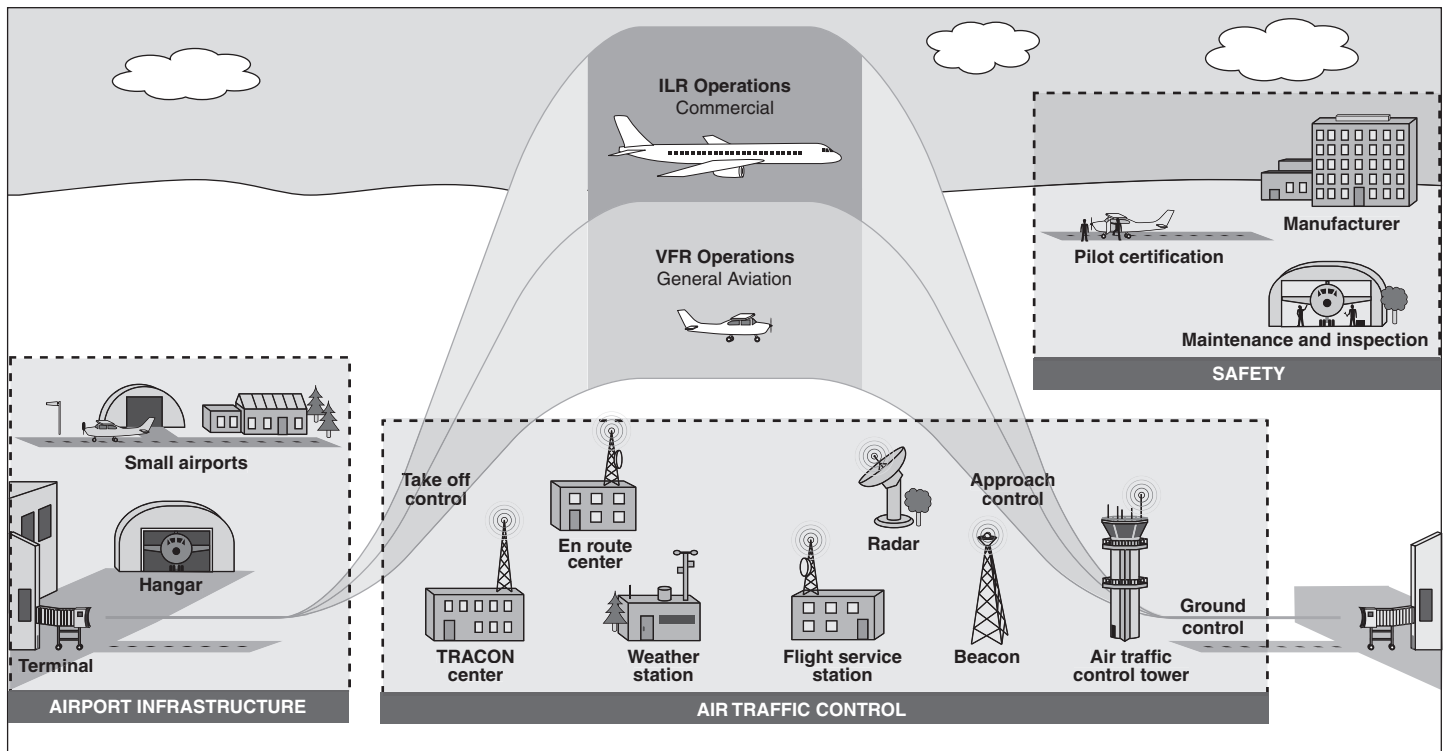 ILR Operations
Commercial
VFR Operations
General Aviation
Manufacturer
Pilot certification
Maintenance and inspection
SAFETY
Small airports
Hangar
Terminal
AIRPORT INFRASTRUCTURE
Take off
control
En route
center
Radar
Approach
control
TRACON
center
Weather
station
Flight service
station
Beacon
Air traffic
control tower
Ground
control
AIR TRAFFIC CONTROL